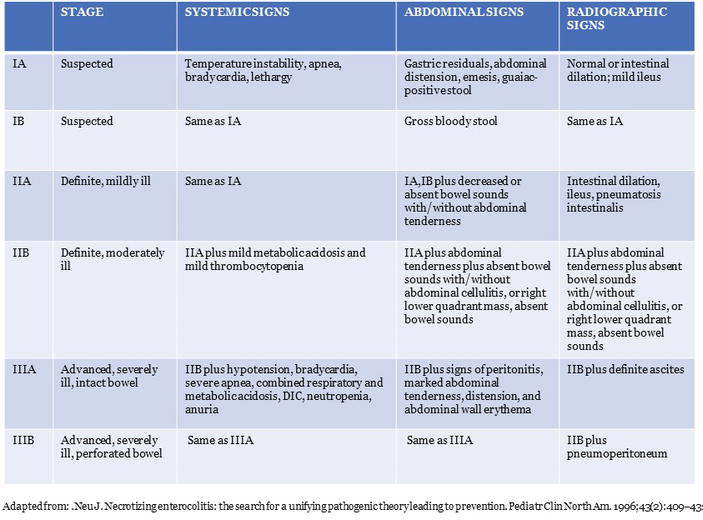 STAGE
SYSTEMIC SIGNS
ABDOMINAL SIGNS
RADIOGRAPHIC
SIGNS
IA
Suspected
Temperature instability, apnea,
bradycardia, lethargy
Gastric residuals, abdominal
distension, emesis, guaiac-
positive stool
Normal or intestinal
dilation; mild ileus
IB
Suspected
Same as IA
Gross bloody stool
Same as IA
IIA
Definite, mildly ill
Same as IA
IA,IB plus decreased or
absent bowel sounds
with/without abdominal
tenderness
Intestinal dilation,
ileus, pneumatosis
intestinalis
IIB
Definite, moderately
ill
IIA plus mild metabolic acidosis and
mild thrombocytopenia
IIA plus abdominal
tenderness plus absent bowel
sounds with/without
abdominal cellulitis, or right
lower quadrant mass, absent
bowel sounds
IIA plus abdominal
tenderness plus absent
bowel sounds
with/without
abdominal cellulitis, or
right lower quadrant
mass, absent bowel
sounds
IIIA
Advanced, severely
ill, intact bowel
IIB plus hypotension, bradycardia,
severe apnea, combined respiratory and
metabolic acidosis, DIC, neutropenia,
anuria
IIB plus signs of peritonitis,
marked abdominal
tenderness, distension, and
abdominal wall erythema
IIB plus definite ascites
IIIB
Advanced, severely
ill, perforated bowel
Same as IIIA
Same as IIIA
IIB plus
pneumoperitoneum
Adapted from: .Neu J. Necrotizing enterocolitis: the search for a unifying pathogenic theory leading to prevention. Pediatr Clin North Am. 1996;43(2):409–43